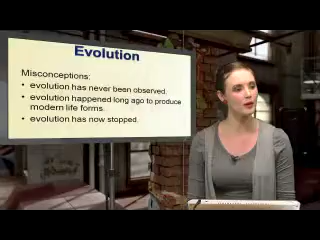 Evolution
Misconceptions:
• evolution has never been observed.
• evolution happened long ago to produce
modern life forms.
• evolution has now stopped.